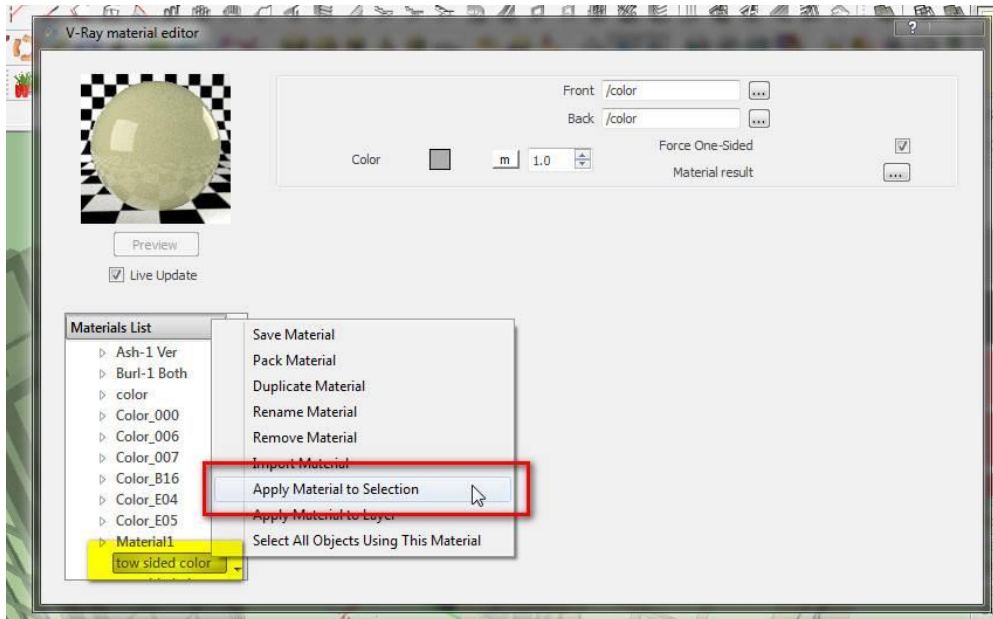 V-Ray material editor
?
Front /color ...
Back /color ...
Color m 1.0 Force One-Sided
Material result ...
Preview
Live Update
Materials List
Ash-1 Ver
Burl-1 Both
color
Color_000
Color_006
Color_007
Color_B16
Color_E04
Color_E05
Material1
tow sided color
Save Material
Pack Material
Duplicate Material
Rename Material
Remove Material
Import Material
Apply Material to Selection
Apply Material to Layer
Select All Objects Using This Material